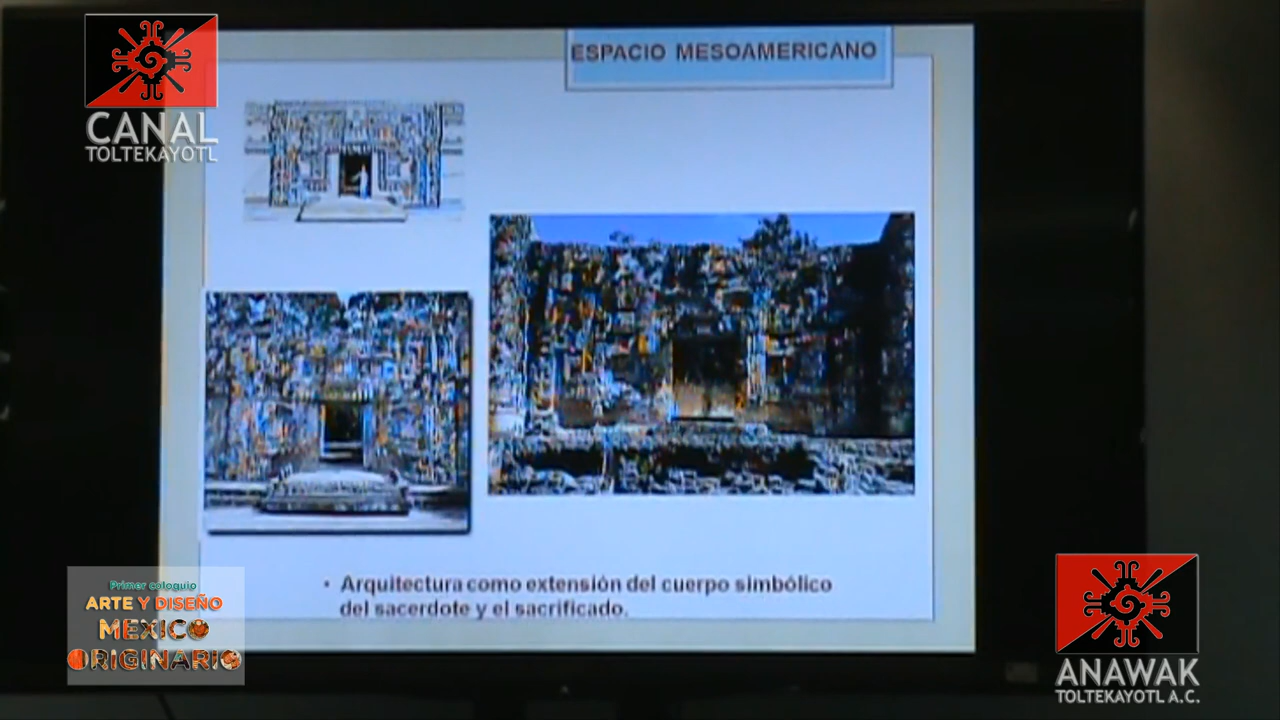 CANAL
TOLTEKAYOTL
ESPACIO MESOAMERICANO
• Arquitectura como extensión del cuerpo simbólico
del sacerdote y el sacrificado.
Primer coloquio
ARTE Y DISEÑO
MEXICO
ORIGINARIO
ANAWAK
TOLTEKAYOTL A.C.